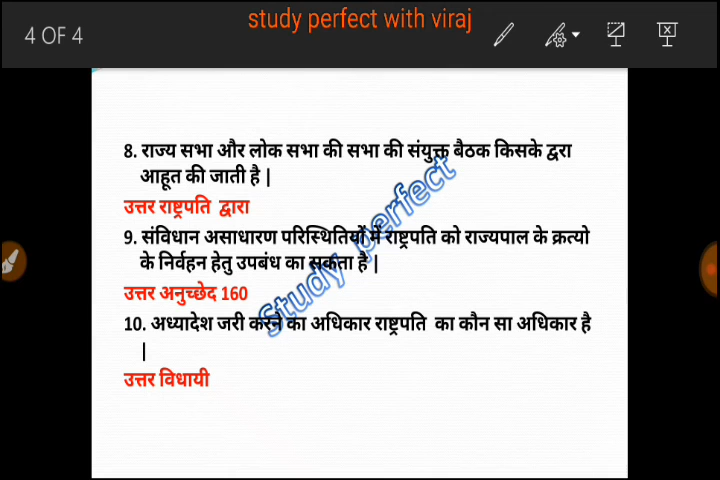 4 OF 4
study perfect with viraj
8. राज्य सभा और लोक सभा की सभा की संयुक्त बैठक किसके द्वरा
आहूत की जाती है |
उत्तर राष्ट्रपति द्वारा
9. संविधान असाधारण परिस्थितियों में राष्ट्रपति को राज्यपाल के क्रत्यो
के निर्वहन हेतु उपबंध का सकता है |
उत्तर अनुच्छेद 160
10. अध्यादेश जरी करने का अधिकार राष्ट्रपति का कौन सा अधिकार है
|
उत्तर विधायी
Study perfect